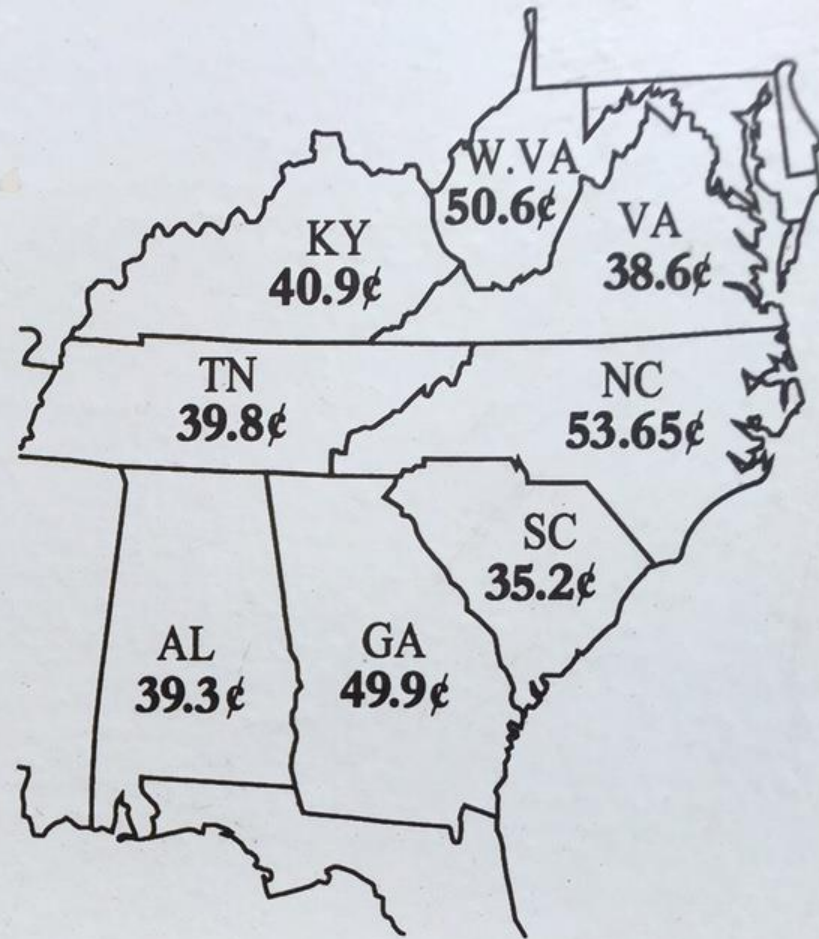 W.VA
50.6¢
KY
40.9¢
VA
38.6¢
TN
39.8¢
NC
53.65¢
SC
35.2¢
AL
39.3¢
GA
49.9¢